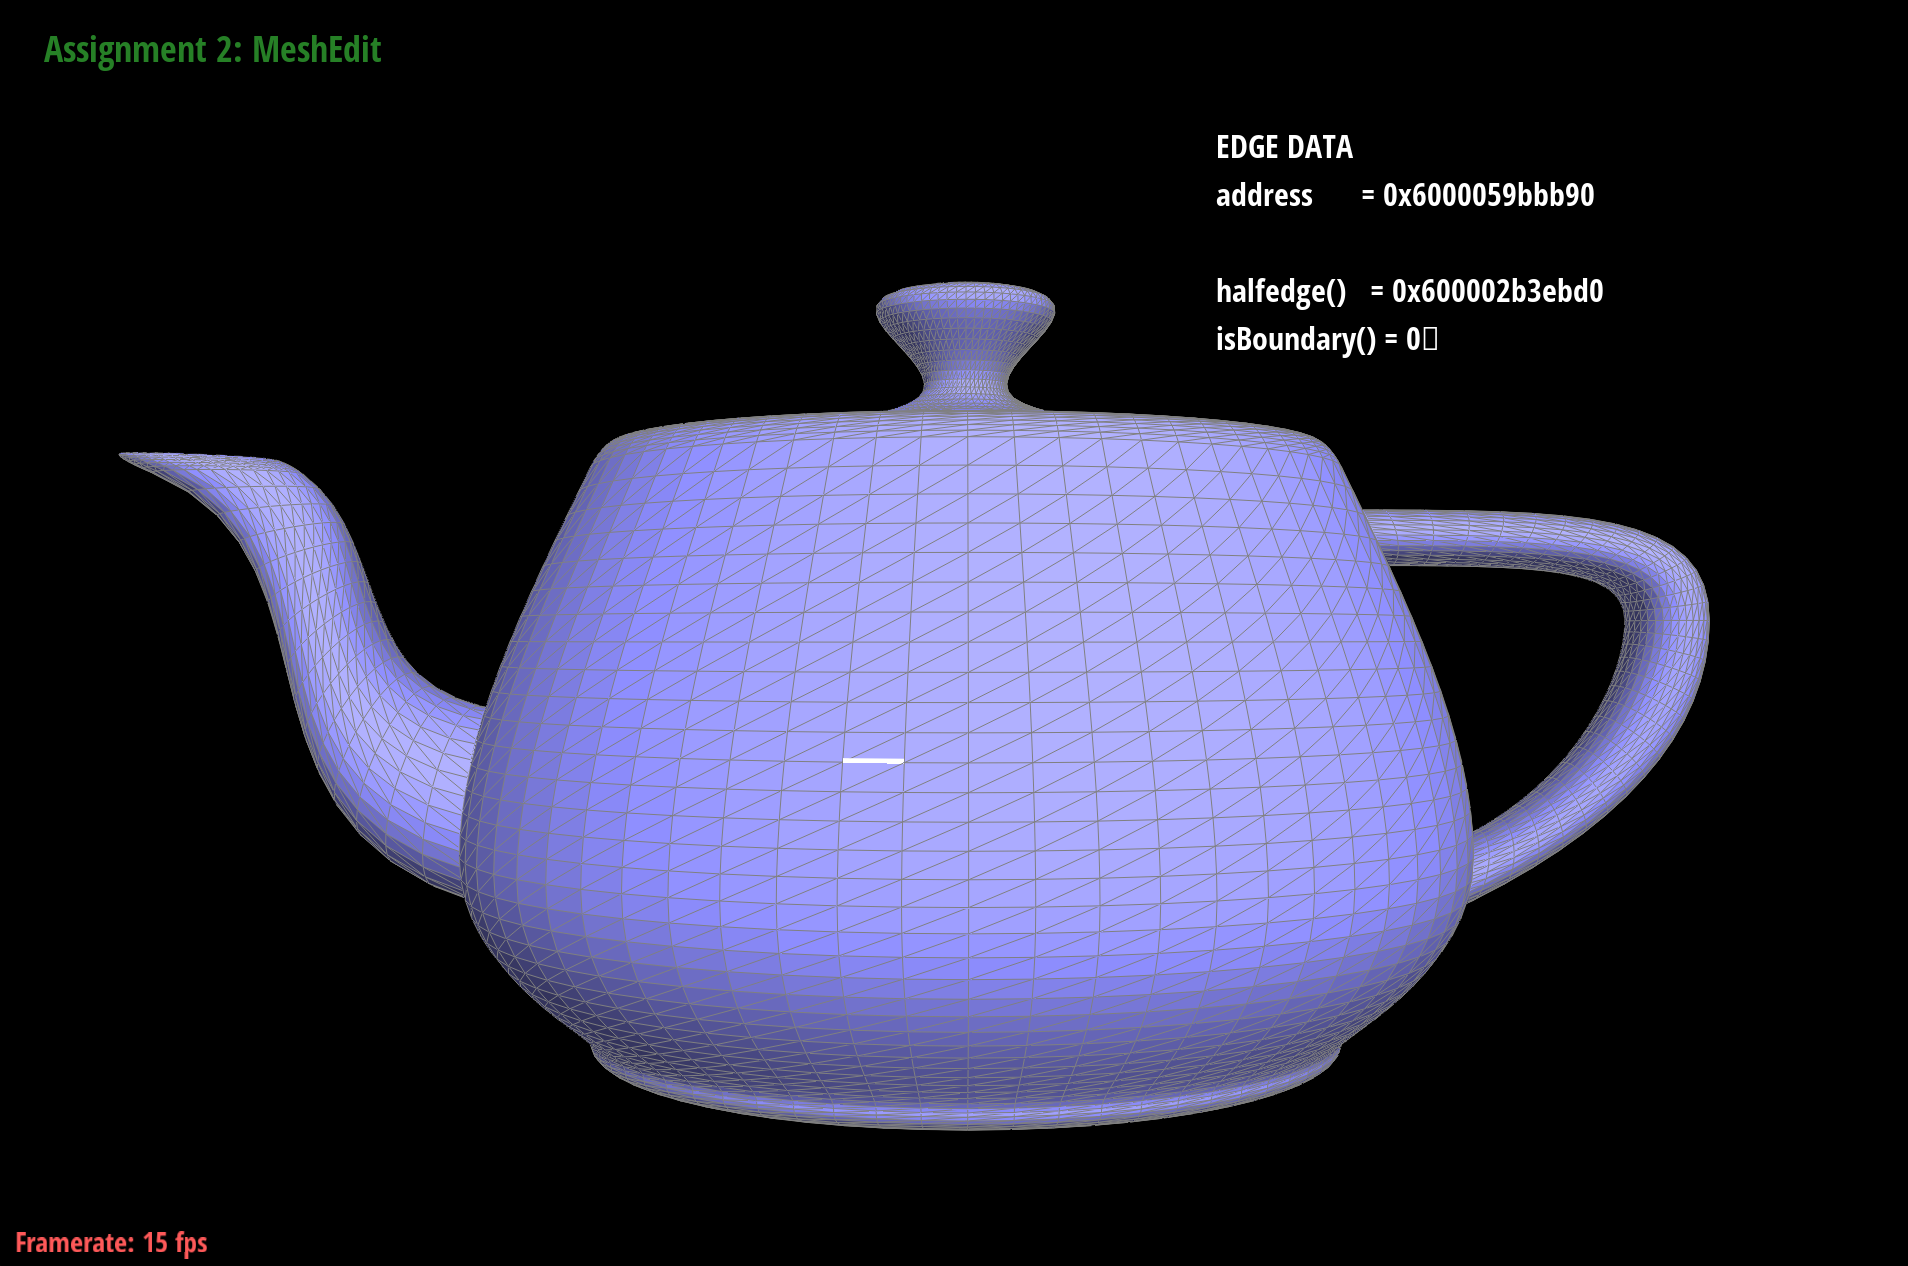 Assignment 2: MeshEdit
EDGE DATA
address = 0x6000059bbb90
halfedge() = 0x600002b3ebd0
isBoundary() = 0▯
Framerate: 15 fps